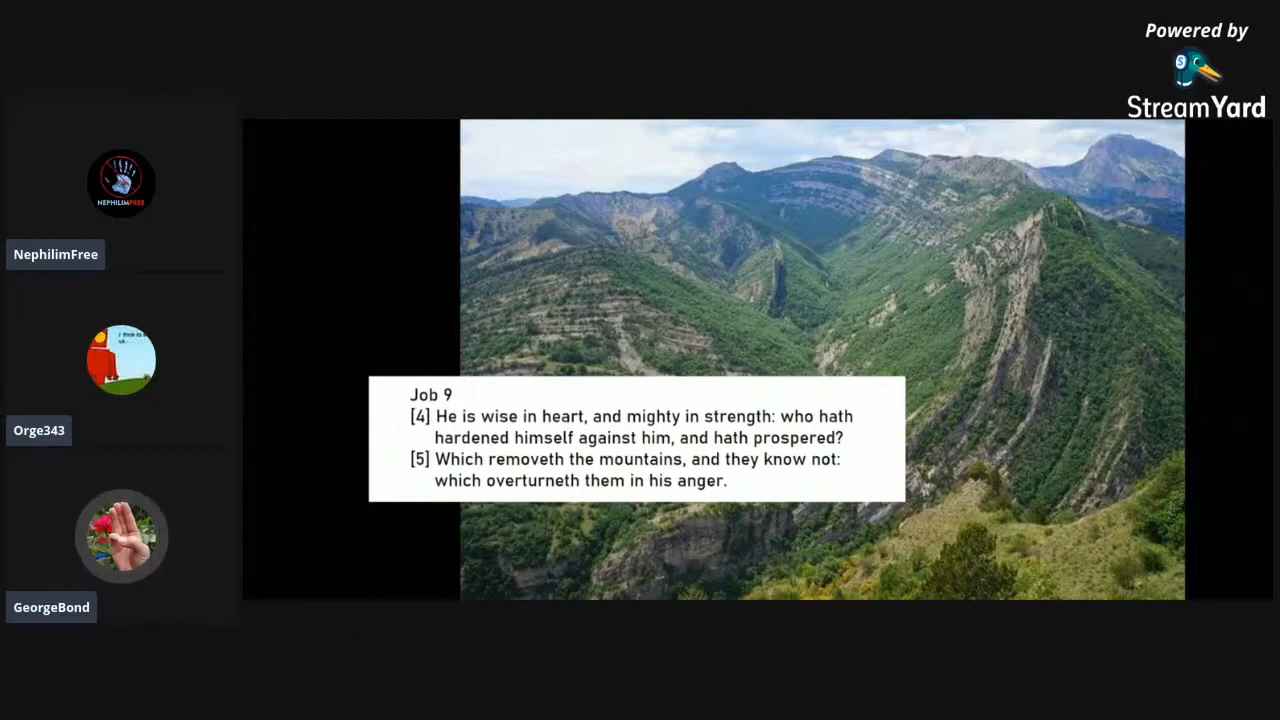 Powered by
StreamYard
NEPHILIMFREE
NephilimFree
Orge343
GeorgeBond
Job 9
[4] He is wise in heart, and mighty in strength: who hath
hardened himself against him, and hath prospered?
[5] Which removeth the mountains, and they know not:
which overturneth them in his anger.